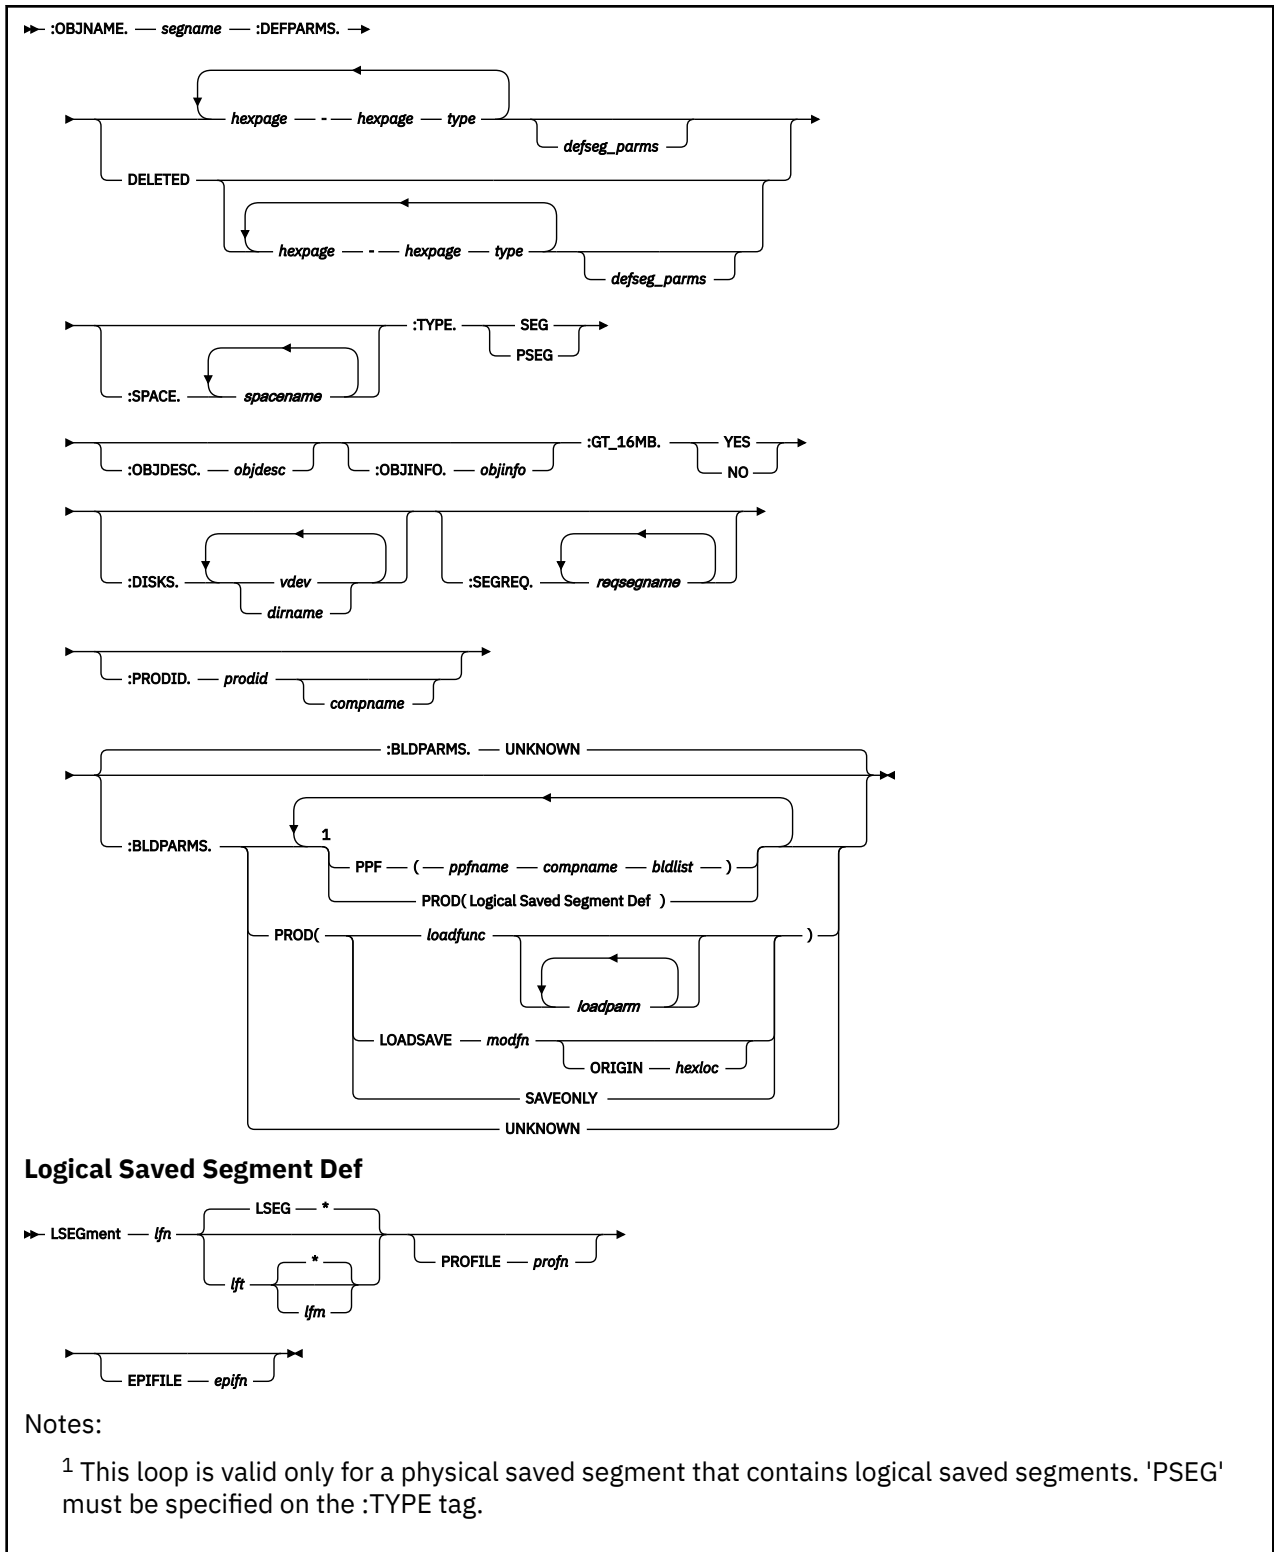 :OBJNAME. segname :DEFPARMS.
hexpage - hexpage type
defseg_parms
DELETED
hexpage - hexpage type
defseg_parms
:TYPE. SEG
PSEG
:SPACE. spacename
:GT_16MB. YES
:OBJDESC. objdesc :OBJINFO. objinfo NO
:DISKS. vdev :SEGREQ. reqsegname
dirname
:PRODID. prodid
compname
:BLDPARMS. UNKNOWN
1
:BLDPARMS.
PPF ( ppfname compname bldlist )
PROD( Logical Saved Segment Def )
PROD( loadfunc )
loadparm
LOADSAVE modfn
ORIGIN hexloc
SAVEONLY
UNKNOWN
Logical Saved Segment Def
LSEG *
LSEGment lfn
* PROFILE profn
lft
lfm
EPIFILE epifn
Notes:
1 This loop is valid only for a physical saved segment that contains logical saved segments. 'PSEG'
must be specified on the :TYPE tag.